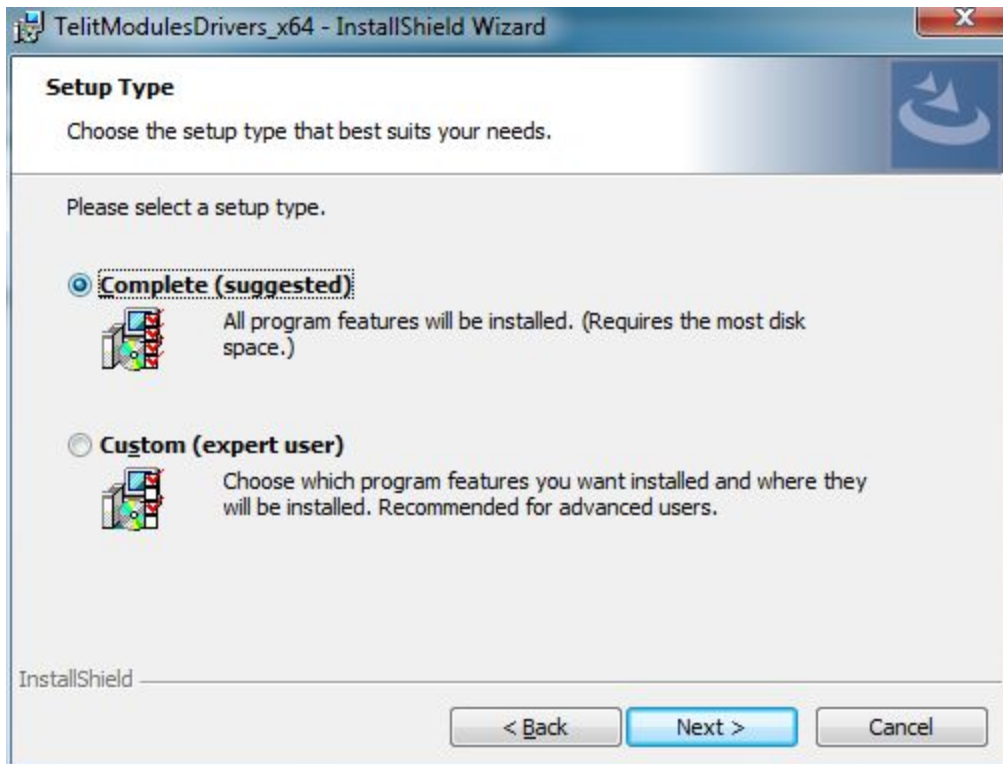 TelitModulesDrivers_x64 - InstallShield Wizard
X
Setup Type
Choose the setup type that best suits your needs.
Please select a setup type.
Complete (suggested)
All program features will be installed. (Requires the most disk
space.)
Custom (expert user)
Choose which program features you want installed and where they
will be installed. Recommended for advanced users.
InstallShield
< Back
Next >
Cancel